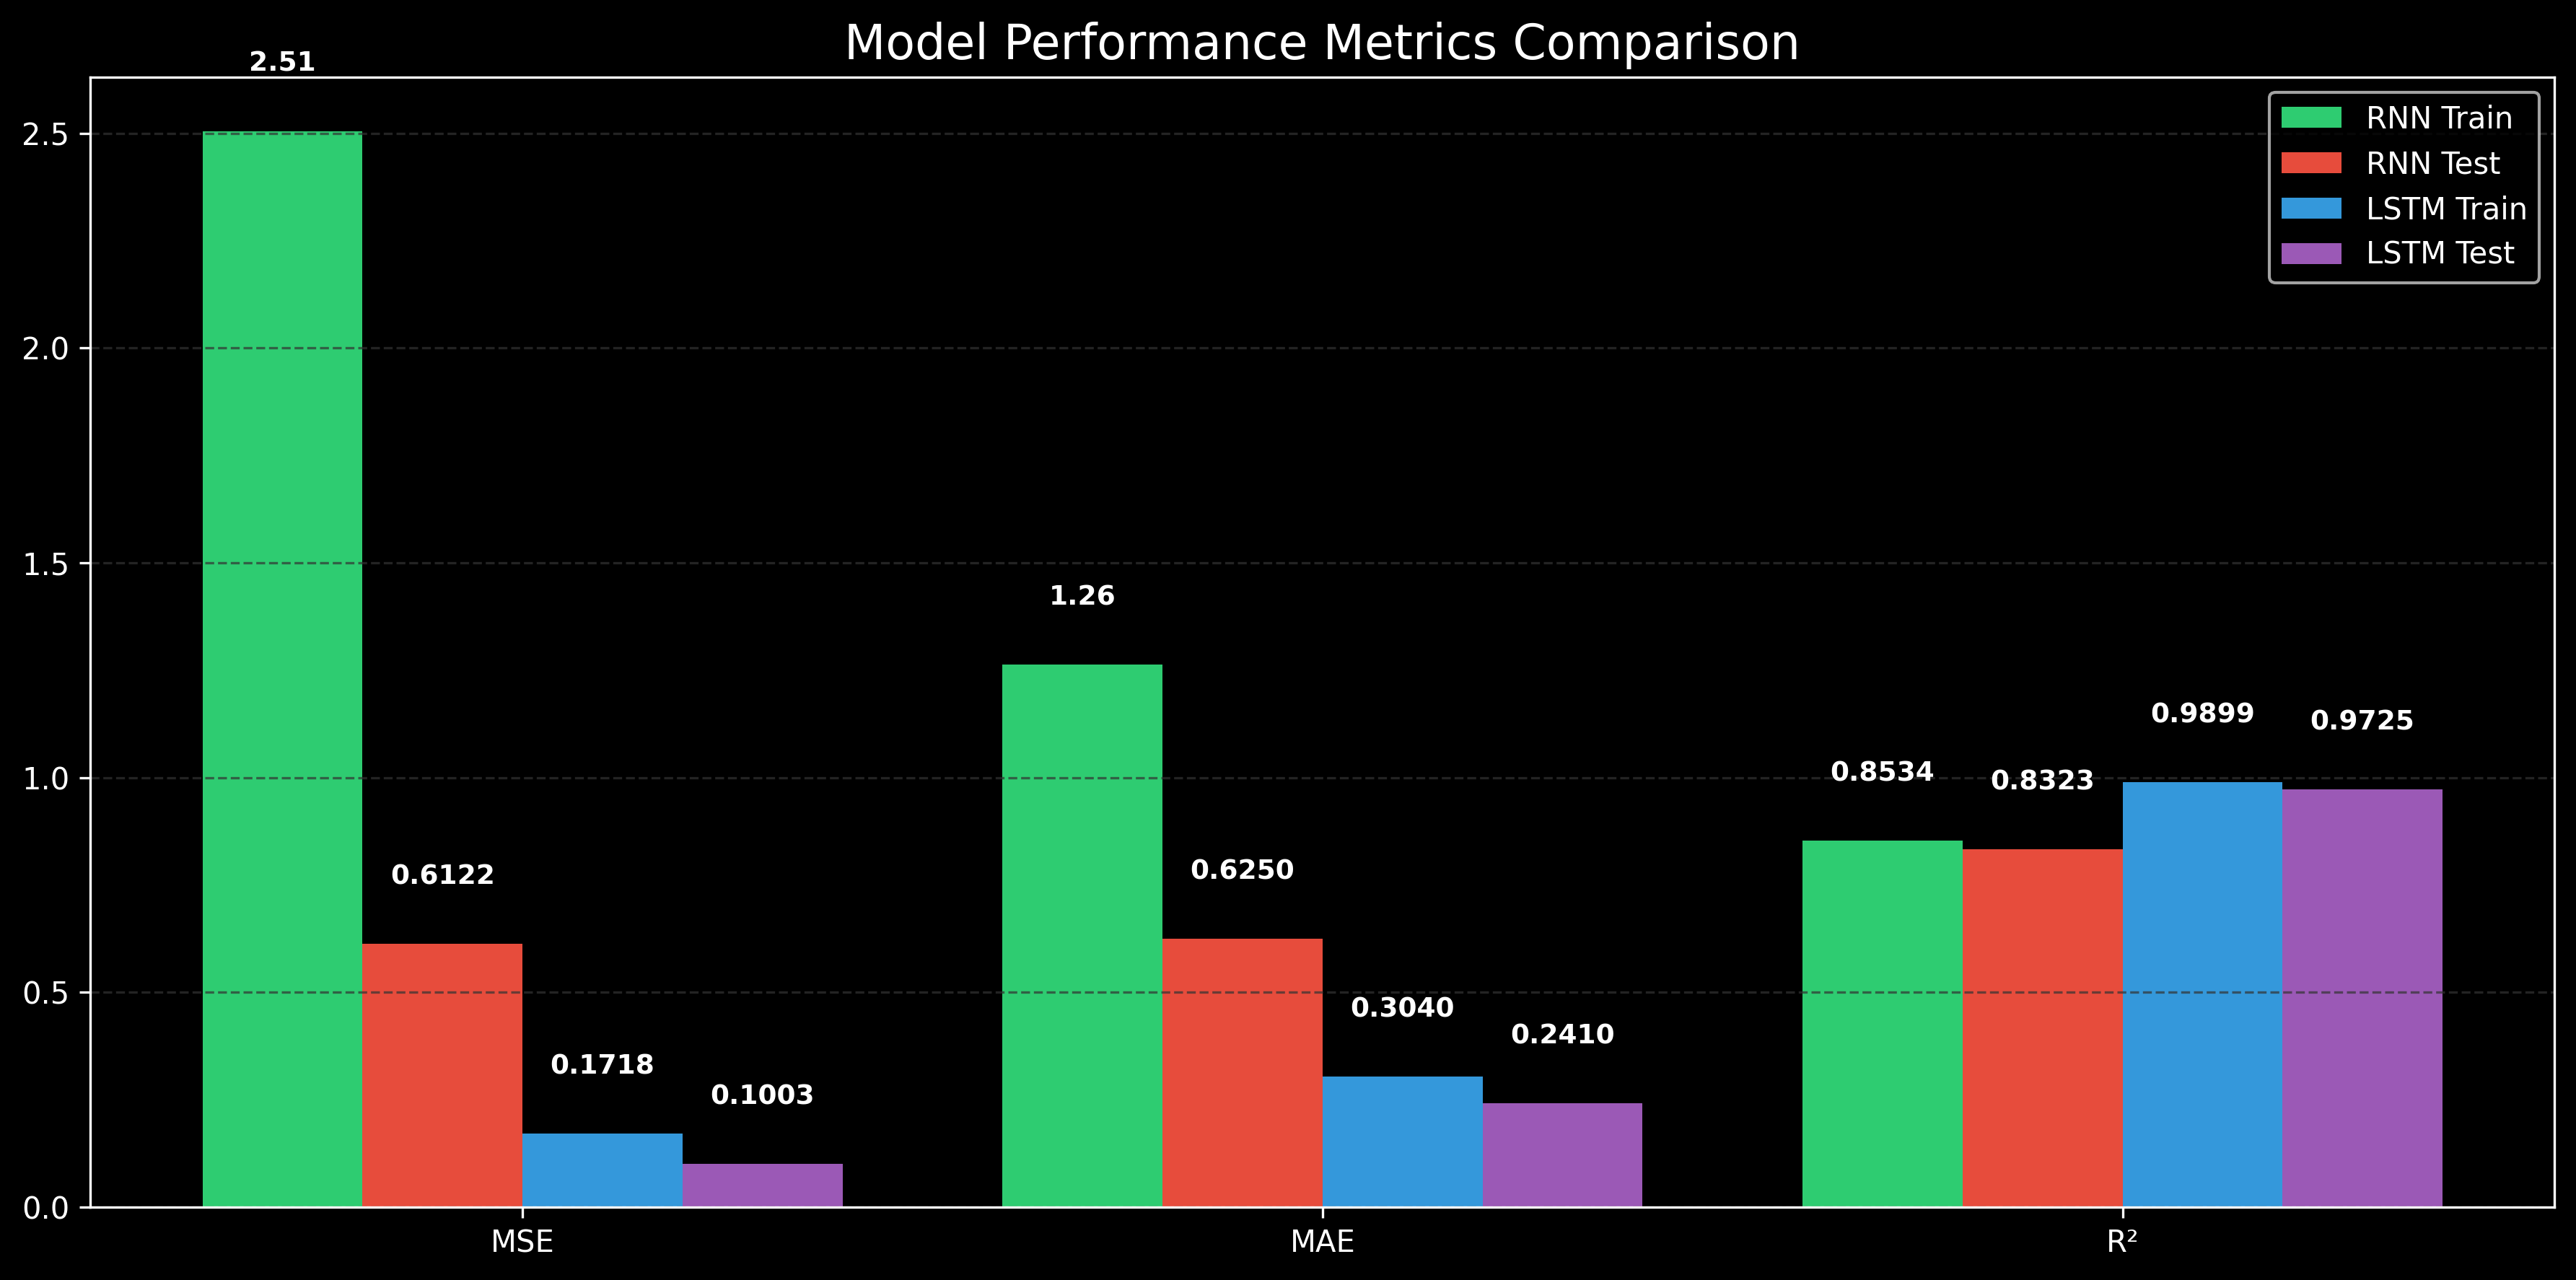 Model Performance Metrics Comparison
2.51
RNN Train
RNN Test
LSTM Train
LSTM Test
2.5
2.0
1.5
1.0
0.5
0.0
0.6122
0.1718
0.1003
1.26
0.6250
0.3040
0.2410
0.8534
0.8323
0.9899
0.9725
MSE
MAE
R²